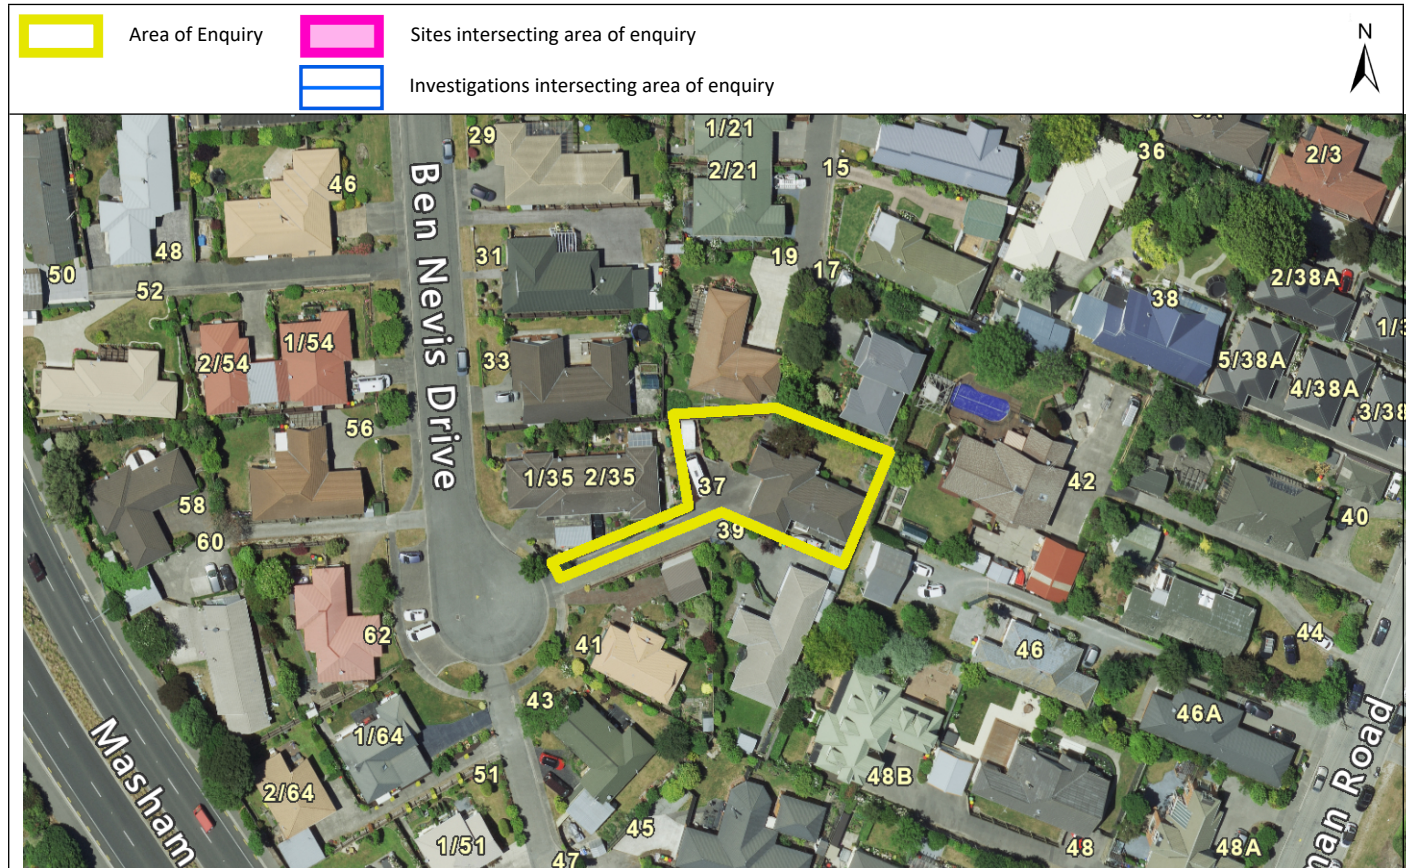 Area of Enquiry
Sites intersecting area of enquiry
N
Investigations intersecting area of enquiry
29
1/21
2/21
15
36
2/3
46
48
50
52
31
19
17
38
2/38A
Ben Nevis Drive
2/54
1/54
33
5/38A
4/38A
56
1/35
2/35
37
39
42
40
58
60
62
41
46
44
43
1/64
46A
Masham
2/64
51
48B
man Road
1/51
45
47
48
48A